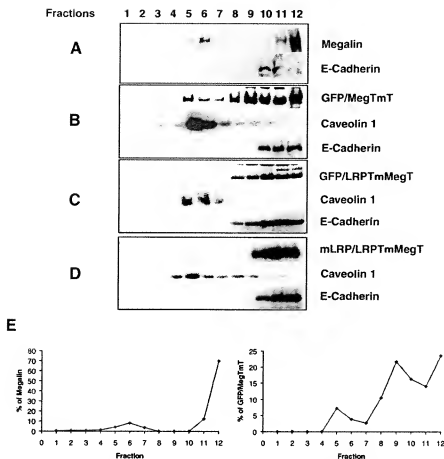 Fractions 1 2 3 4 5 6 7 8 9 10 11 12
A
Megalin
E-Cadherin
B
GFP/MegTmT
Caveolin 1
E-Cadherin
C
GFP/LRPTmMegT
Caveolin 1
E-Cadherin
D
mLRP/LRPTmMegT
Caveolin 1
E-Cadherin
E
% of Megalin
80
70
60
50
40
30
20
10
0
0 1 2 3 4 5 6 7 8 9 10 11 12
Fraction
% of GFP/MegTmT
25
20
15
10
5
0
0 1 2 3 4 5 6 7 8 9 10 11 12
Fraction